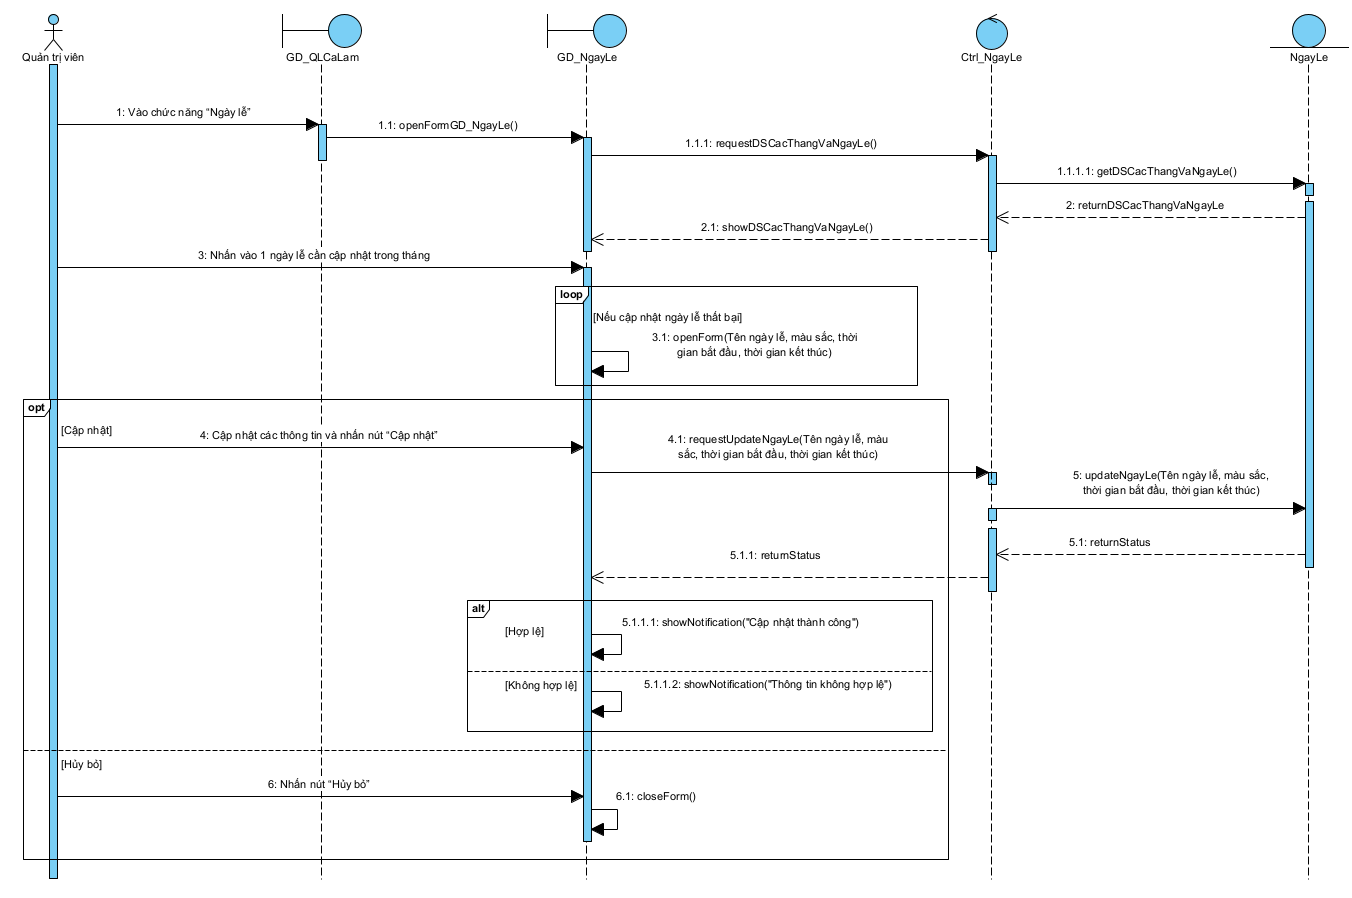 Quản trị viên
GD_QLCaLam
GD_NgayLe
Ctrl_NgayLe
NgayLe
1: Vào chức năng “Ngày lễ”
1.1: openFormGD_NgayLe()
1.1.1: requestDSCacThangVaNgayLe()
1.1.1.1: getDSCacThangVaNgayLe()
2: returnDSCacThangVaNgayLe
2.1: showDSCacThangVaNgayLe()
3: Nhấn vào 1 ngày lễ cần cập nhật trong tháng
loop
[Nếu cập nhật ngày lễ thất bại]
3.1: openForm(Tên ngày lễ, màu sắc, thời
gian bắt đầu, thời gian kết thúc)
opt
[Cập nhật]
4: Cập nhật các thông tin và nhấn nút “Cập nhật”
4.1: requestUpdateNgayLe(Tên ngày lễ, màu
sắc, thời gian bắt đầu, thời gian kết thúc)
5: updateNgayLe(Tên ngày lễ, màu sắc,
thời gian bắt đầu, thời gian kết thúc)
5.1: returnStatus
5.1.1: returnStatus
alt
[Hợp lệ]
5.1.1.1: showNotification("Cập nhật thành công")
[Không hợp lệ]
5.1.1.2: showNotification("Thông tin không hợp lệ")
[Hủy bỏ]
6: Nhấn nút “Hủy bỏ”
6.1: closeForm()